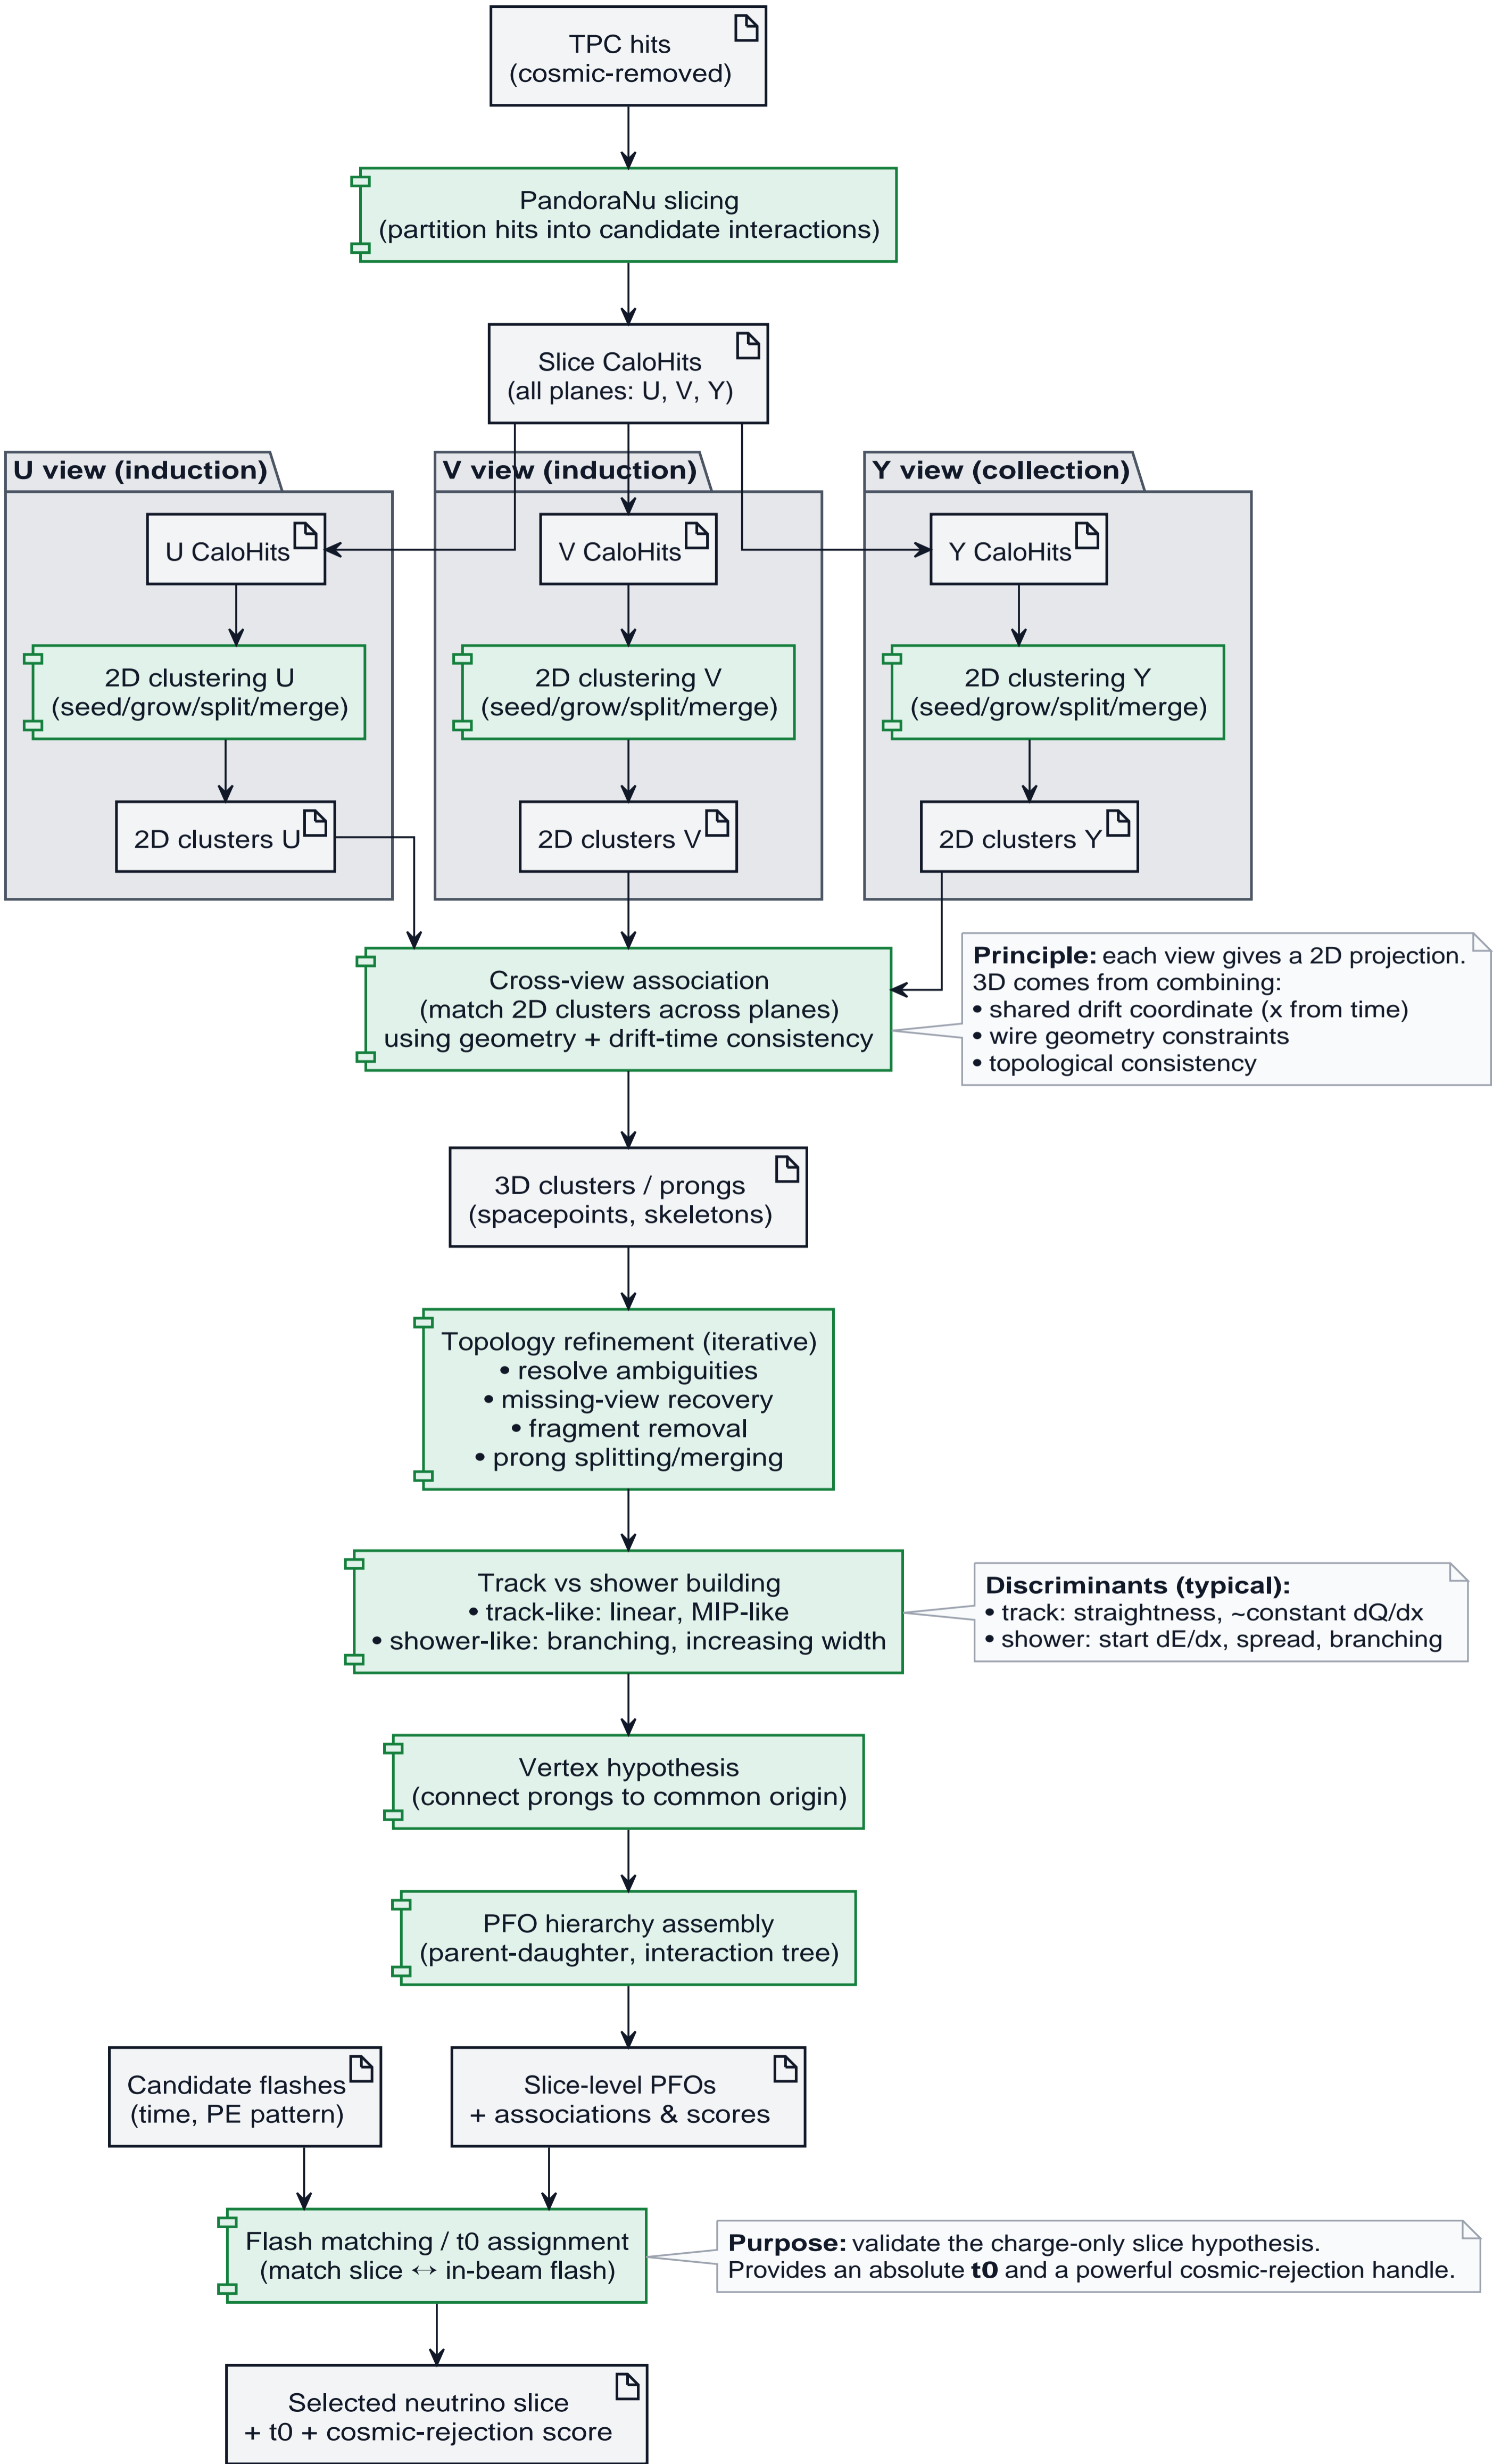 TPC hits
(cosmic-removed)
PandoraNu slicing
(partition hits into candidate interactions)
Slice CaloHits
(all planes: U, V, Y)
U view (induction)
V view (induction)
Y view (collection)
U CaloHits
V CaloHits
Y CaloHits
2D clustering U
(seed/grow/split/merge)
2D clustering V
(seed/grow/split/merge)
2D clustering Y
(seed/grow/split/merge)
2D clusters U
2D clusters V
2D clusters Y
Cross-view association
(match 2D clusters across planes)
using geometry + drift-time consistency
Principle: each view gives a 2D projection.
3D comes from combining:
• shared drift coordinate (x from time)
• wire geometry constraints
• topological consistency
3D clusters / prongs
(spacepoints, skeletons)
Topology refinement (iterative)
• resolve ambiguities
• missing-view recovery
• fragment removal
• prong splitting/merging
Track vs shower building
• track-like: linear, MIP-like
• shower-like: branching, increasing width
Discriminants (typical):
• track: straightness, ~constant dQ/dx
• shower: start dE/dx, spread, branching
Vertex hypothesis
(connect prongs to common origin)
PFO hierarchy assembly
(parent-daughter, interaction tree)
Candidate flashes
(time, PE pattern)
Slice-level PFOs
+ associations & scores
Flash matching / t0 assignment
(match slice ↔ in-beam flash)
Purpose: validate the charge-only slice hypothesis.
Provides an absolute t0 and a powerful cosmic-rejection handle.
Selected neutrino slice
+ t0 + cosmic-rejection score